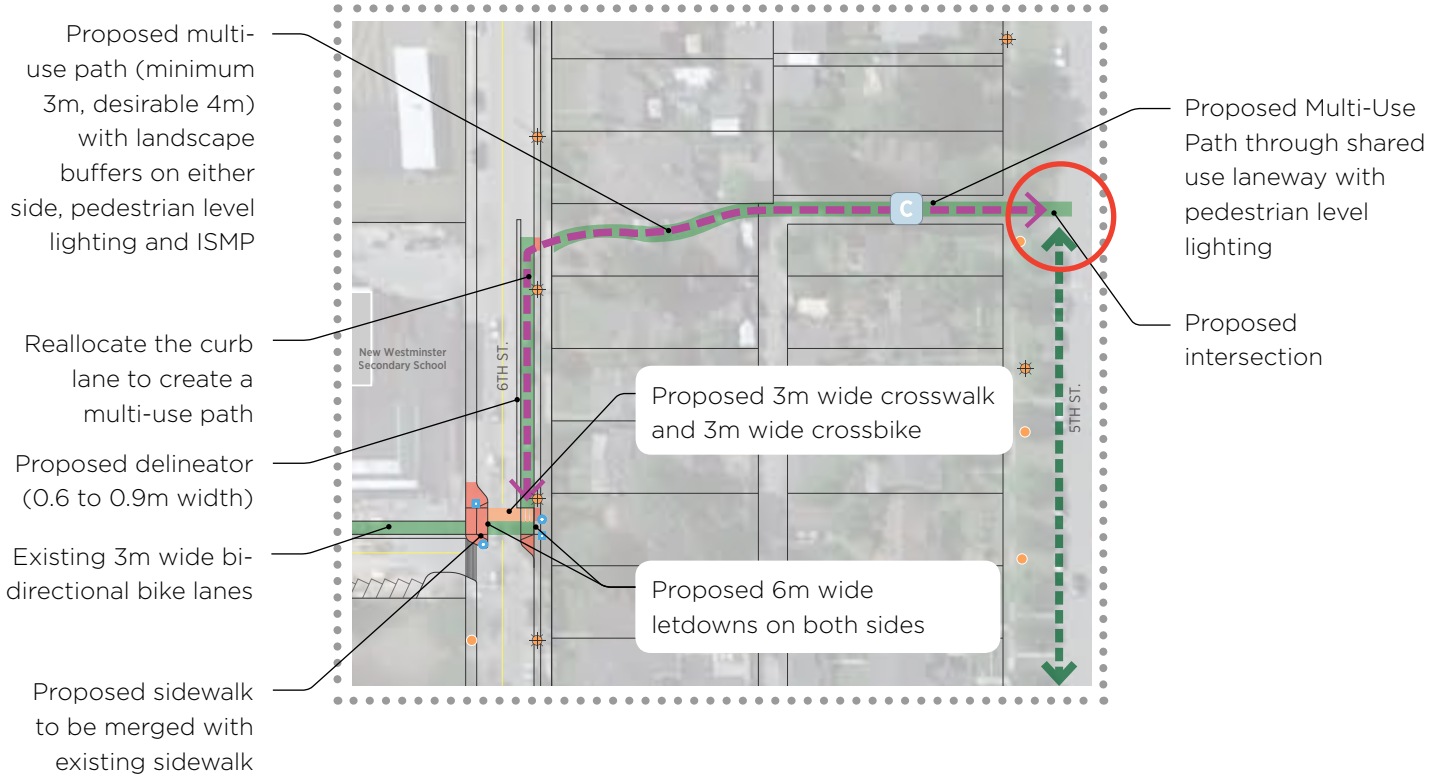 Proposed multi-
use path (minimum
3m, desirable 4m)
with landscape
buffers on either
side, pedestrian level
lighting and ISMP
Reallocate the curb
lane to create a
multi-use path
Proposed delineator
(0.6 to 0.9m width)
Existing 3m wide bi-
directional bike lanes
Proposed sidewalk
to be merged with
existing sidewalk
New Westminster
Secondary School
6TH ST.
Proposed 3m wide crosswalk
and 3m wide crossbike
Proposed 6m wide
letdowns on both sides
C
5TH ST.
Proposed Multi-Use
Path through shared
use laneway with
pedestrian level
lighting
Proposed
intersection